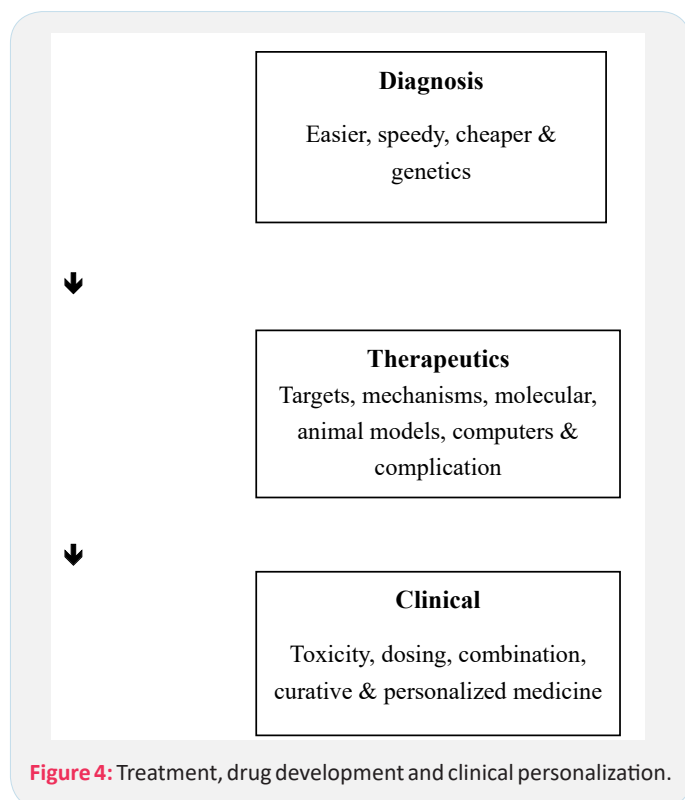 Diagnosis
Easier, speedy, cheaper &
genetics
Therapeutics
Targets, mechanisms, molecular,
animal models, computers &
complication
Clinical
Toxicity, dosing, combination,
curative & personalized medicine
Figure 4: Treatment, drug development and clinical personalization.